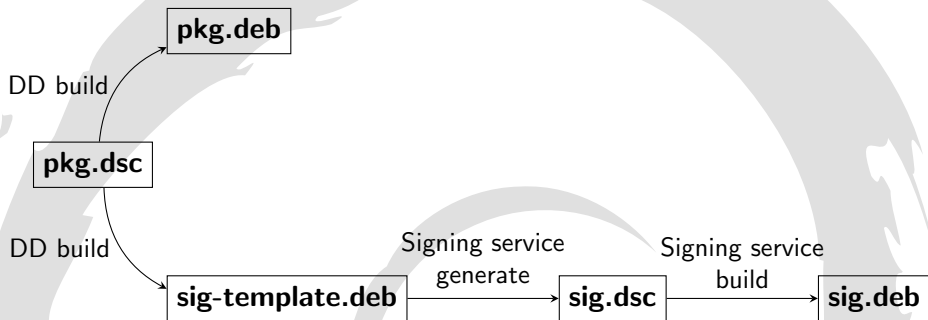 pkg.deb
DD build
pkg.dsc
DD build
Signing service
generate
Signing service
build
sig-template.deb
sig.dsc
sig.deb